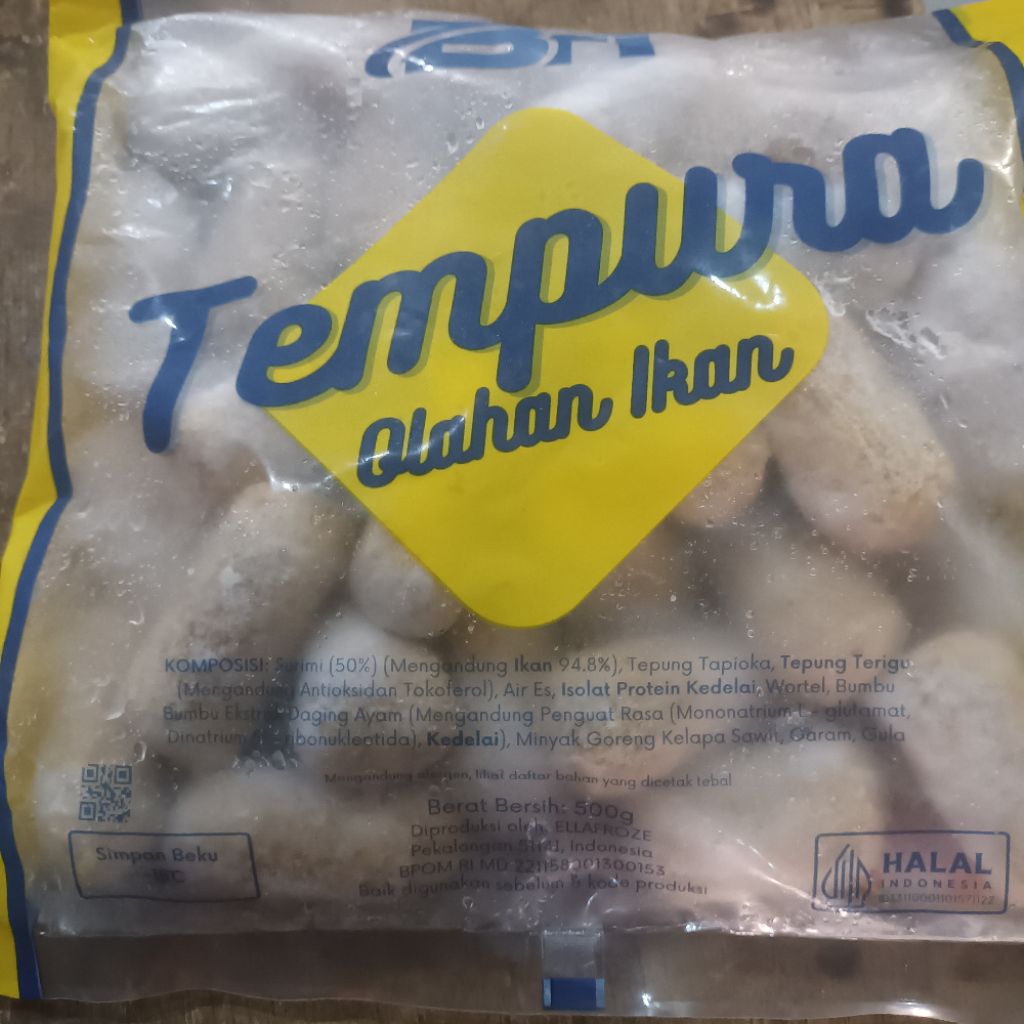 Tempura
Olahan Ikan
KOMPOSISI: Surimi (50%) (Mengandung Ikan 94.8%), Tepung Tapioka, Tepung Terigu
(Mengandung Antioksidan Tokoferol), Air Es, Isolat Protein Kedelai, Wortel, Bumbu
Bumbu Ekstrak Daging Ayam (Mengandung Penguat Rasa (Mononatrium L - glutamat,
Dinatrium ribonuklentida), Kedelai), Minyak Goreng Kelapa Sawit, Garam, Gula
Mengandung alergen, lihat daftar bahan yang dicetak tebal
Berat Bersih: 500g
Diproduksi oleh: ELLAFROZE
Pekalongan Indonesia
BPOM RI MD
Baik digunakan sebelum & kode produksi
Simpan Beku
HALAL
INDONESIA